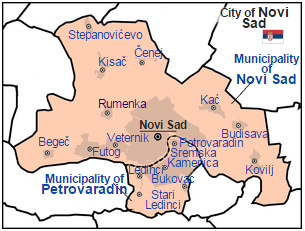 City of Novi
Sad
Stepanovićevo
Čenej
Kisač
Municipality
of
Novi Sad
Rumenka
Kać
Novi Sad
Budisava
Begeč
Veternik
Futog
Petrovaradin
Sremska
Kamenica
Kovilj
Ledinci
Bukovac
Municipality of
Petrovaradin
Stari
Ledinci